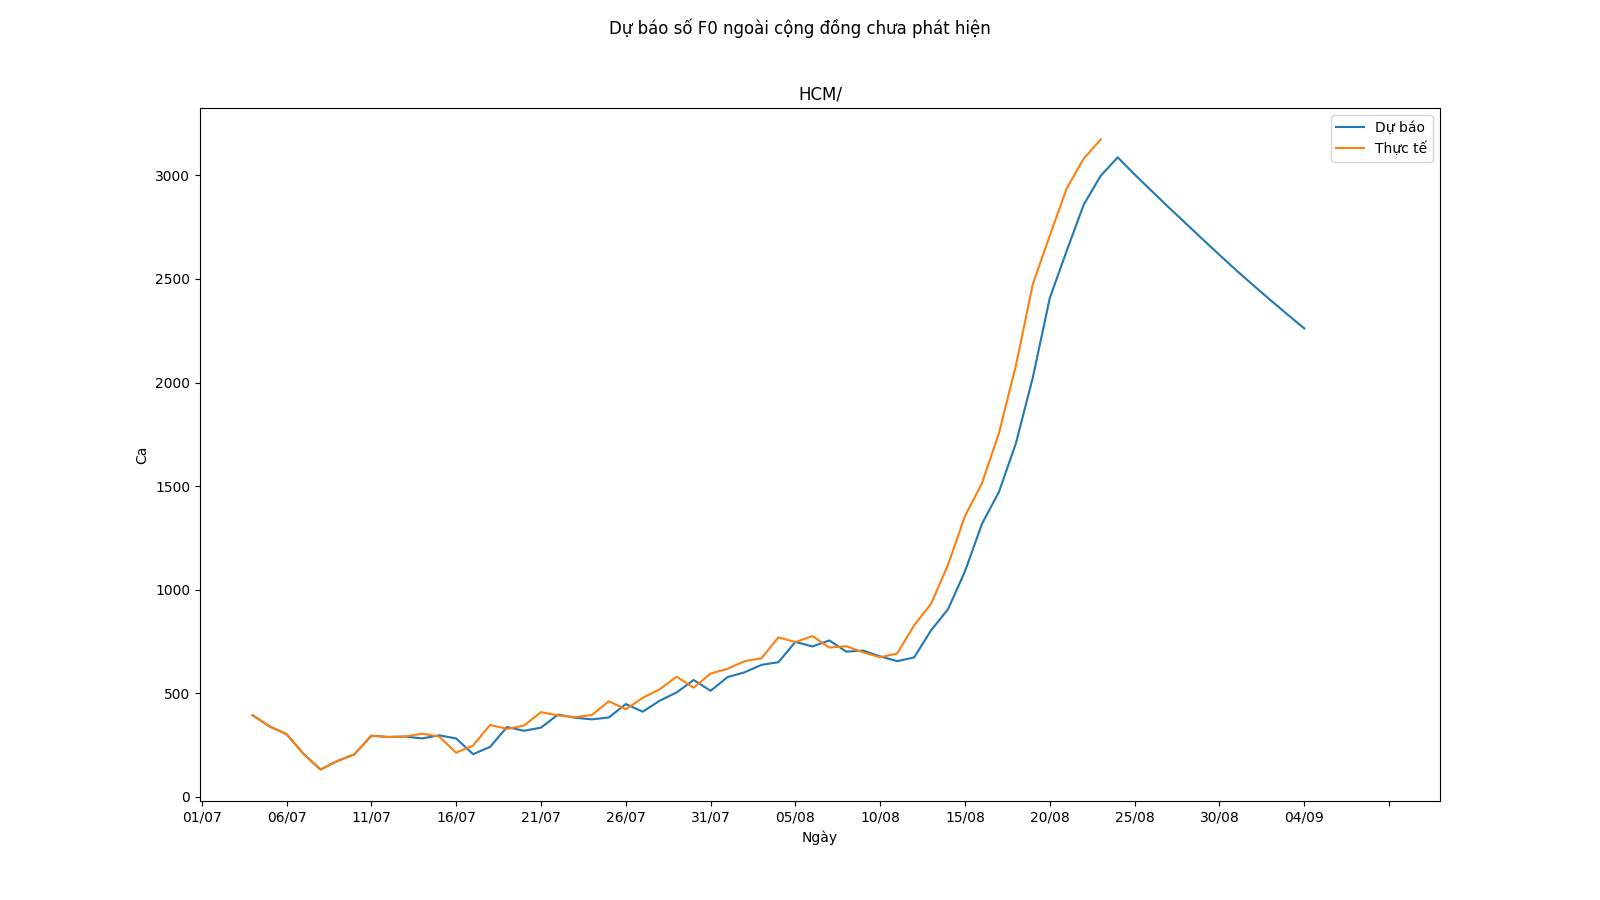 Dự báo số F0 ngoài cộng đồng chưa phát hiện
HCM/
Dự báo
Thực tế
3000
2500
2000
1500
1000
500
0
Ca
01/07 06/07 11/07 16/07 21/07 26/07 31/07 05/08 10/08 15/08 20/08 25/08 30/08 04/09
Ngày